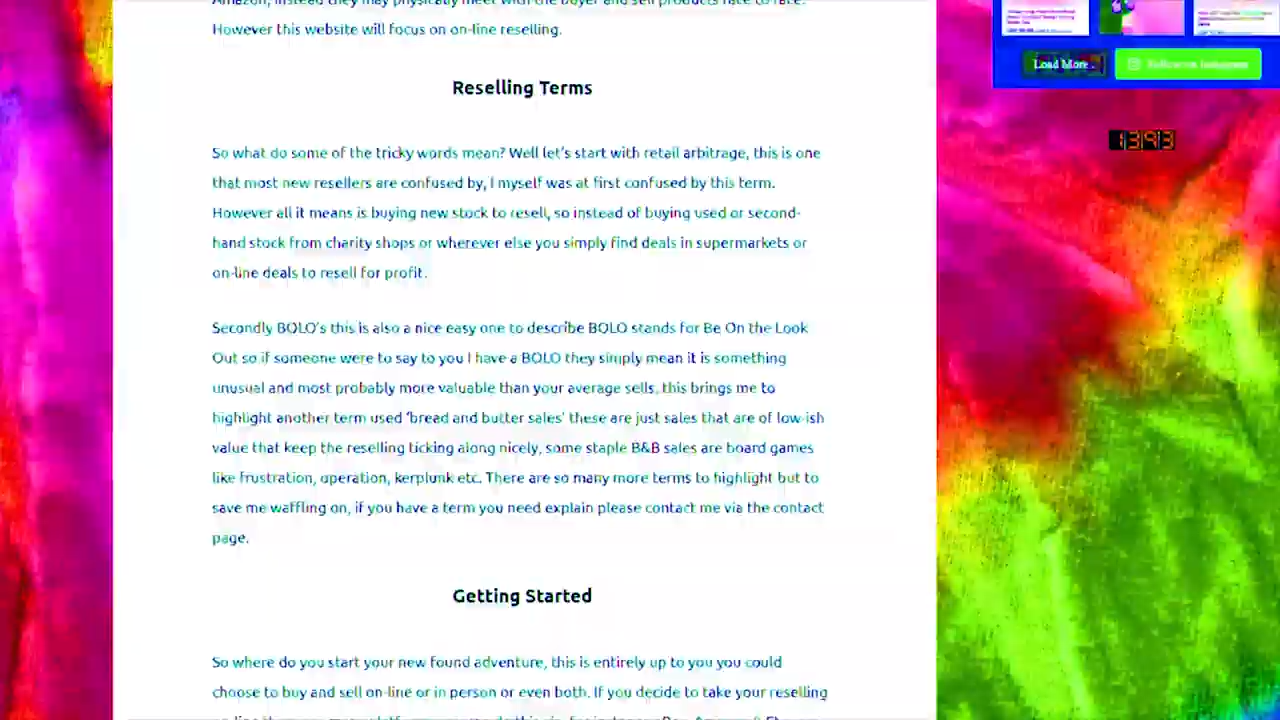 However this website will focus on on-line reselling.
Reselling Terms
So what do some of the tricky words mean? Well let's start with retail arbitrage, this is one
that most new resellers are confused by, I myself was at first confused by this term.
However all it means is buying new stock to resell, so instead of buying used or second-
hand stock from charity shops or wherever else you simply find deals in supermarkets or
on-line deals to resell for profit.
Secondly BOLO's this is also a nice easy one to describe BOLO stands for Be On the Look
Out so if someone were to say to you I have a BOLO they simply mean it is something
unusual and most probably more valuable than your average sells, this brings me to
highlight another term used 'bread and butter sales' these are just sales that are of low-ish
value that keep the reselling ticking along nicely, some staple B&B sales are board games
like frustration, operation, kerplunk etc. There are so many more terms to highlight but to
save me waffling on, if you have a term you need explain please contact me via the contact
page.
Getting Started
So where do you start your new found adventure, this is entirely up to you you could
choose to buy and sell on-line or in person or even both. If you decide to take your reselling
Load More...
Follow on Instagram
1393